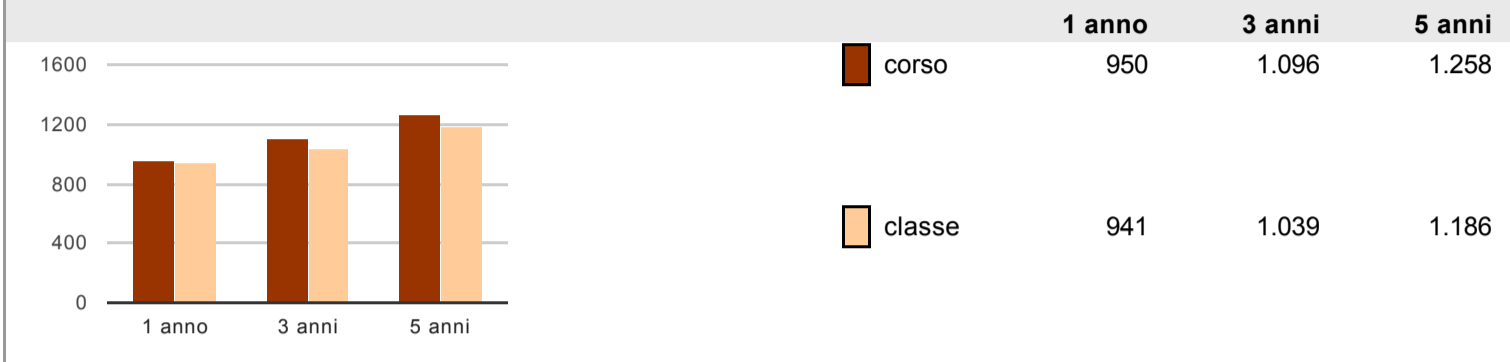 1 anno 3 anni 5 anni
1600
1200
800
400
0
1 anno 3 anni 5 anni
corso 950 1.096 1.258
classe 941 1.039 1.186